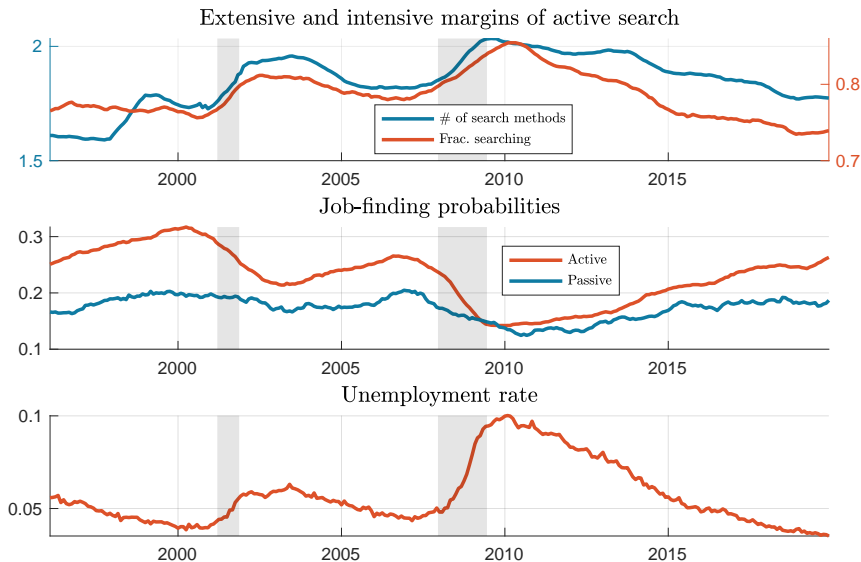 Extensive and intensive margins of active search
2
0.8
# of search methods
Frac. searching
1.5
0.7
2000 2005 2010 2015
Job-finding probabilities
0.3
Active
Passive
0.2
0.1
2000 2005 2010 2015
Unemployment rate
0.1
0.05
2000 2005 2010 2015